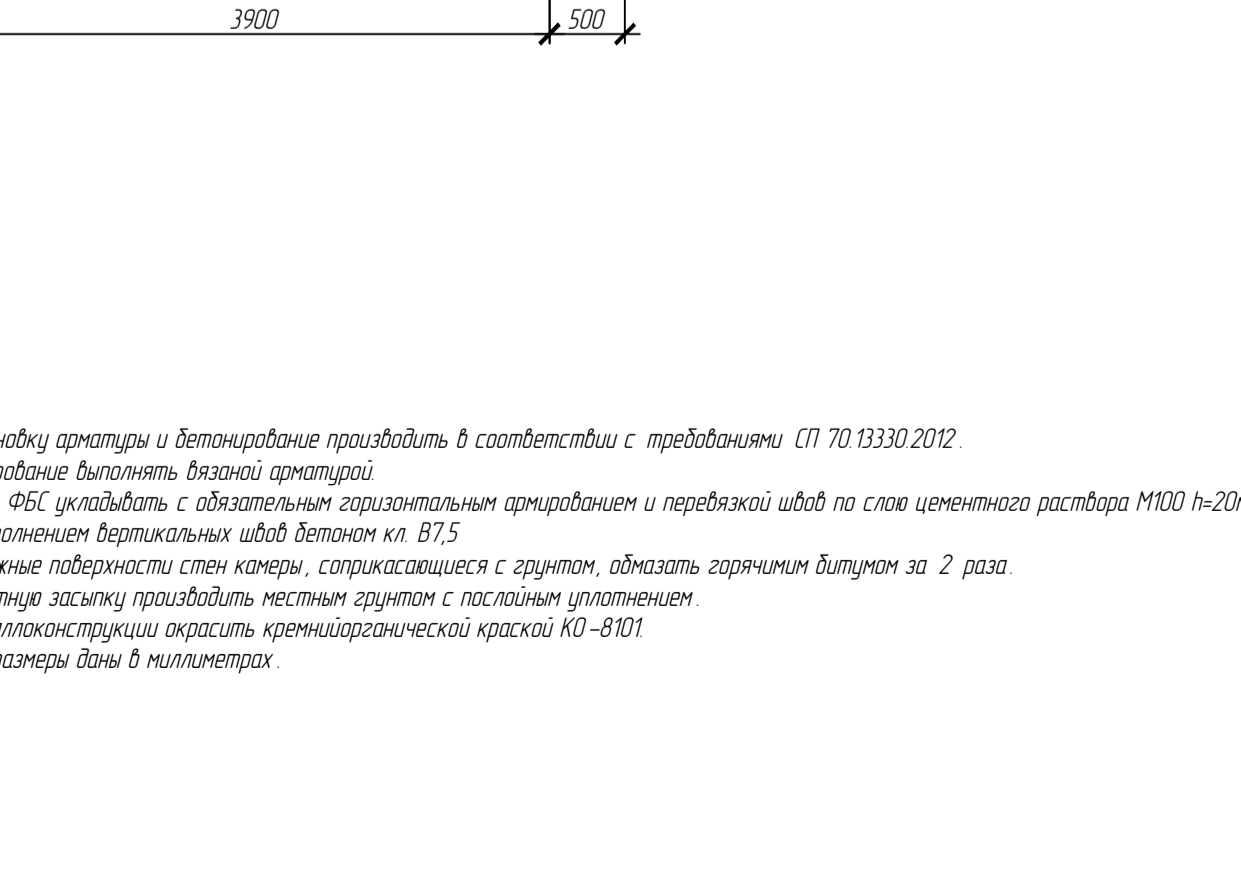 3900 500
новку арматуры и бетонирование производить в соответствии с требованиями СП 70.13330.2012.
рование выполнять вязаной арматурой.
ФБС укладывать с обязательным горизонтальным армированием и перевязкой швов по слою цементного раствора М100 h=20
олнением вертикальных швов бетоном кл. В7,5
жные поверхности стен камеры, соприкасающиеся с грунтом, обмазать горячимим битумом за 2 раза.
тную засыпку производить местным грунтом с послойным уплотнением.
ллоконструкции окрасить кремнийорганической краской КО-8101.
размеры даны в миллиметрах.